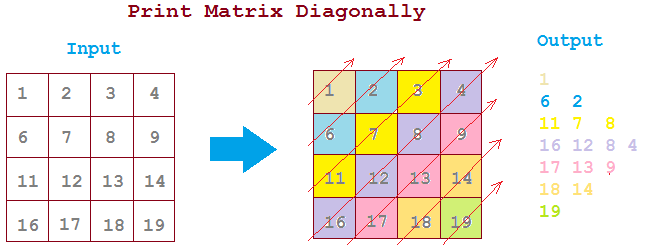 Print Matrix Diagonally
Input
1 2 3 4
6 7 8 9
11 12 13 14
16 17 18 19
1 2 3 4
6 7 8 9
11 12 13 14
16 17 18 19
Output
1
6 2
11 7 8
16 12 8 4
17 13 9
18 14
19